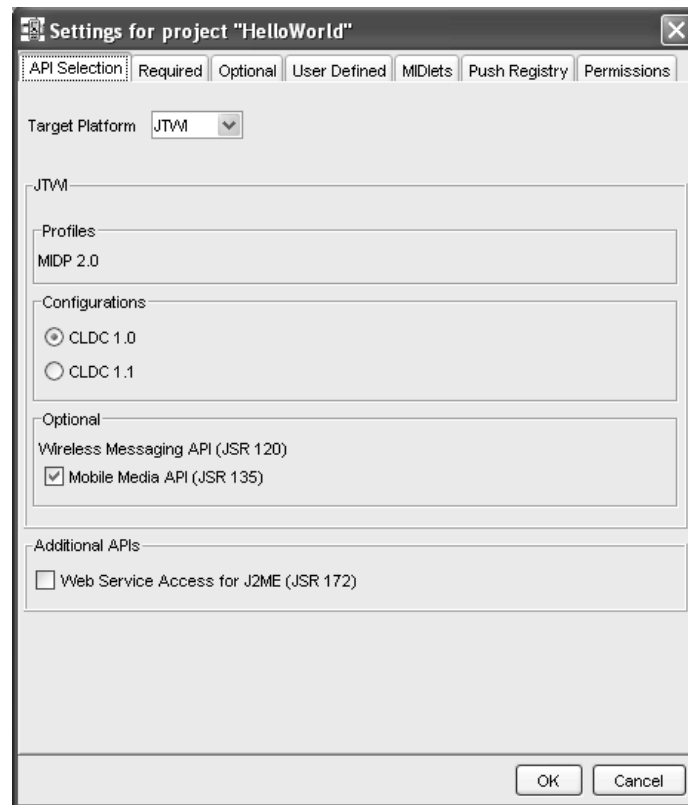 Settings for project "HelloWorld"
API Selection Required Optional User Defined MIDlets Push Registry Permissions
Target Platform JTWI
JTWI
Profiles
MIDP 2.0
Configurations
CLDC 1.0
CLDC 1.1
Optional
Wireless Messaging API (JSR 120)
Mobile Media API (JSR 135)
Additional APIs
Web Service Access for J2ME (JSR 172)
OK Cancel